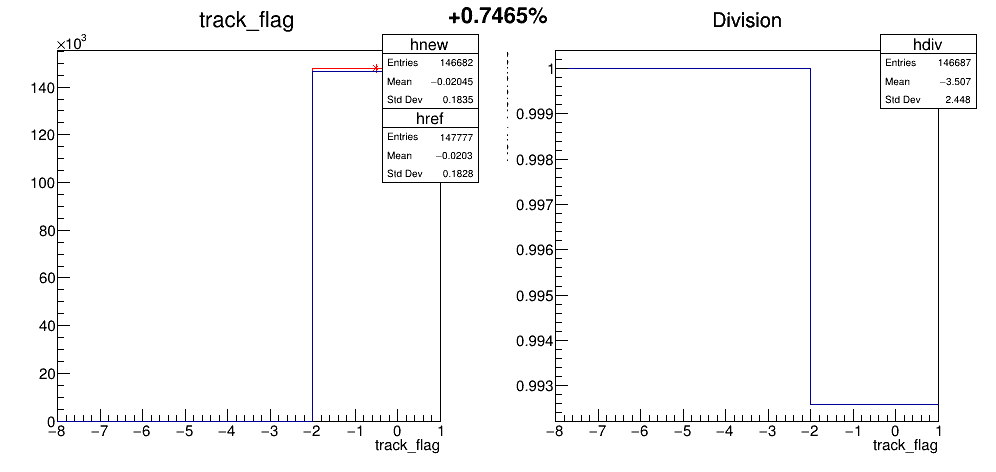 +0.7465%
track_flag
×10³
140
120
100
80
60
40
20
0
−8 −7 −6 −5 −4 −3 −2 −1 0 1
track_flag
hnew
Entries 146682
Mean −0.02045
Std Dev 0.1835
href
Entries 147777
Mean −0.0203
Std Dev 0.1828
Division
1
0.999
0.998
0.997
0.996
0.995
0.994
0.993
−8 −7 −6 −5 −4 −3 −2 −1 0 1
track_flag
hdiv
Entries 146687
Mean −3.507
Std Dev 2.448